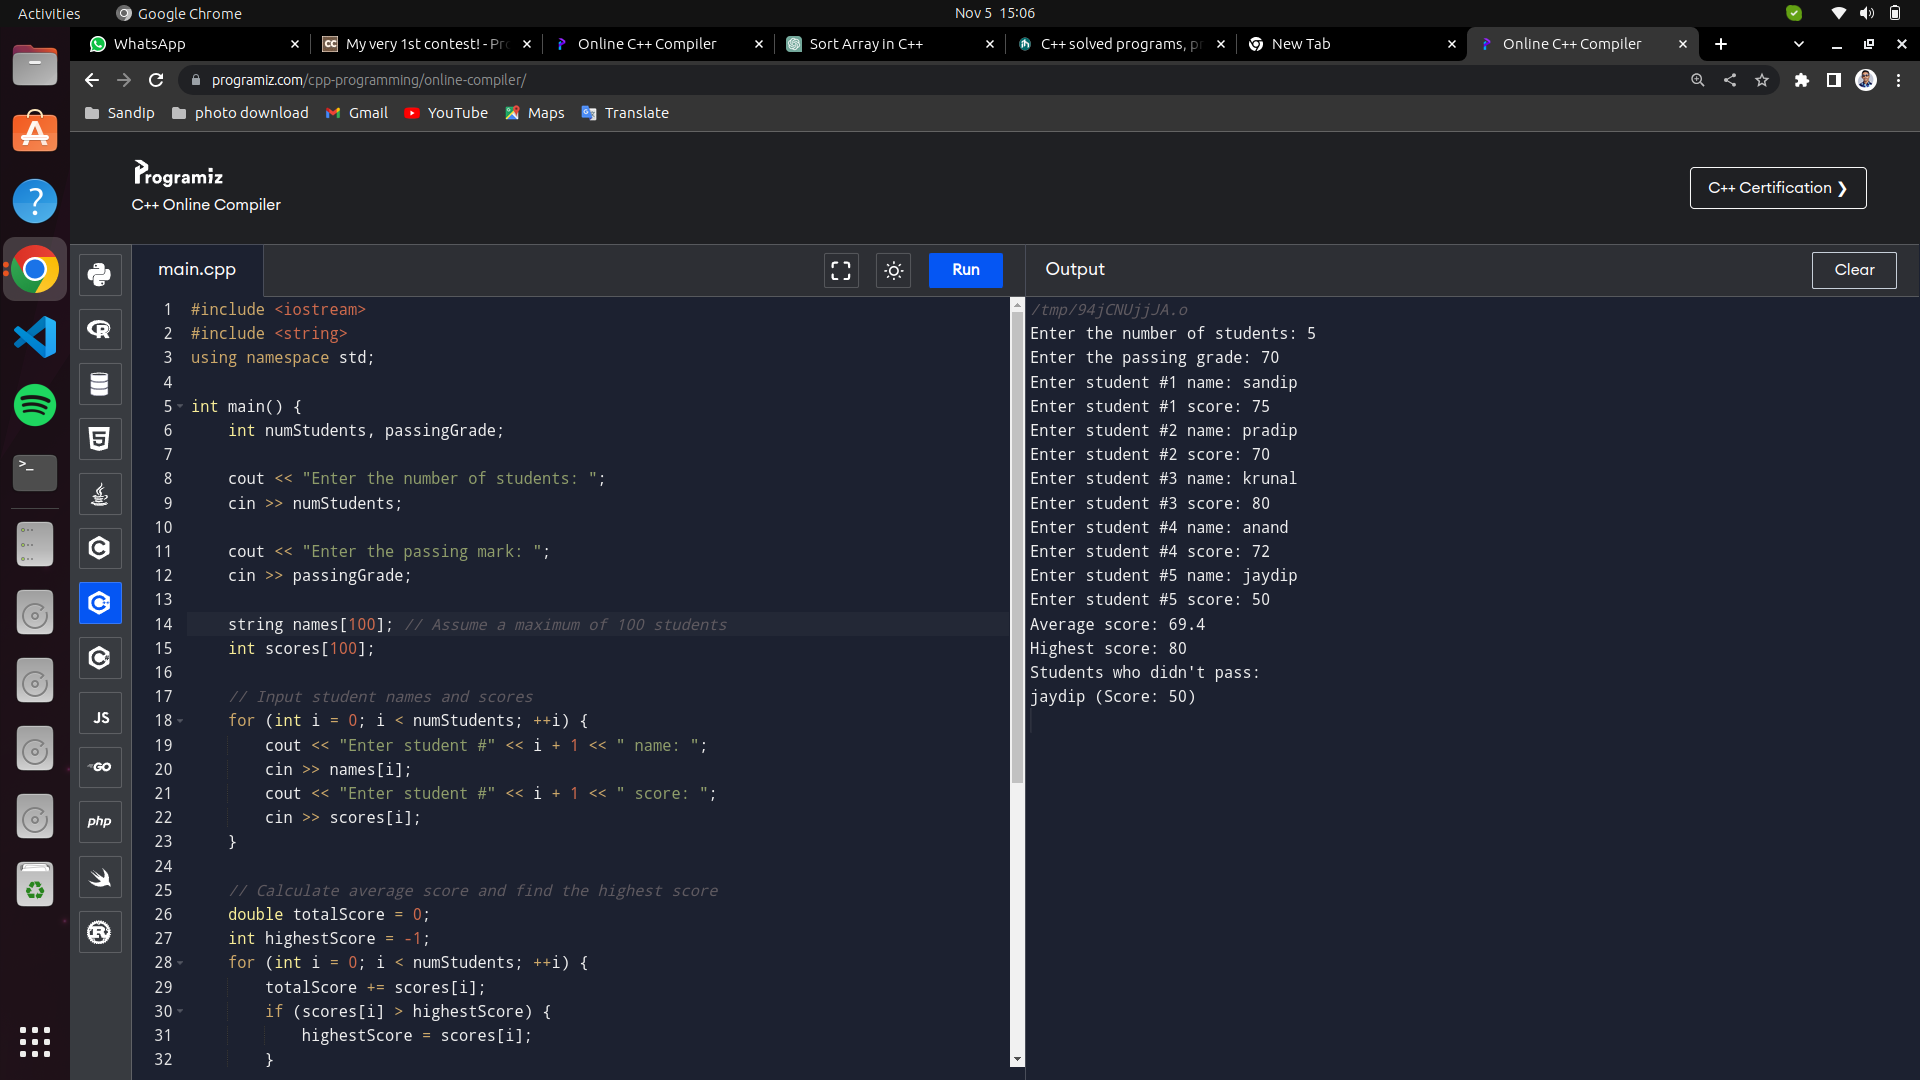 Activities
Google Chrome
Nov 5 15:06
WhatsApp
My very 1st contest! - Pro
Online C++ Compiler
Sort Array in C++
C++ solved programs, pr
New Tab
Online C++ Compiler
programiz.com/cpp-programming/online-compiler/
Sandip
photo download
Gmail
YouTube
Maps
Translate
Programiz
C++ Online Compiler
C++ Certification ❯
main.cpp
Run
Output
Clear
1 #include <iostream>
2 #include <string>
3 using namespace std;
4
5 int main() {
6 int numStudents, passingGrade;
7
8 cout << "Enter the number of students: ";
9 cin >> numStudents;
10
11 cout << "Enter the passing mark: ";
12 cin >> passingGrade;
13
14 string names[100]; // Assume a maximum of 100 students
15 int scores[100];
16
17 // Input student names and scores
18 for (int i = 0; i < numStudents; ++i) {
19 cout << "Enter student #" << i + 1 << " name: ";
20 cin >> names[i];
21 cout << "Enter student #" << i + 1 << " score: ";
22 cin >> scores[i];
23 }
24
25 // Calculate average score and find the highest score
26 double totalScore = 0;
27 int highestScore = -1;
28 for (int i = 0; i < numStudents; ++i) {
29 totalScore += scores[i];
30 if (scores[i] > highestScore) {
31 highestScore = scores[i];
32 }
/tmp/94jCNUjjJA.o
Enter the number of students: 5
Enter the passing grade: 70
Enter student #1 name: sandip
Enter student #1 score: 75
Enter student #2 name: pradip
Enter student #2 score: 70
Enter student #3 name: krunal
Enter student #3 score: 80
Enter student #4 name: anand
Enter student #4 score: 72
Enter student #5 name: jaydip
Enter student #5 score: 50
Average score: 69.4
Highest score: 80
Students who didn't pass:
jaydip (Score: 50)
JS
GO
php